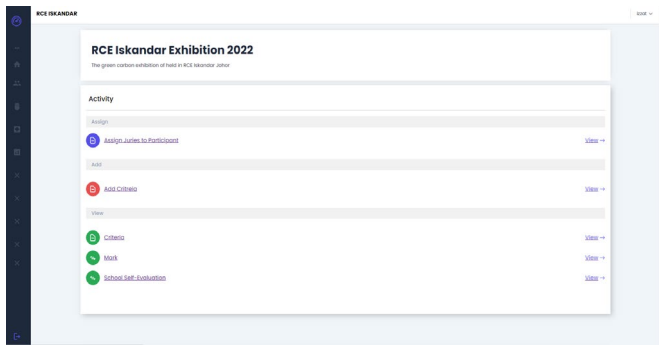 RCE ISKANDAR
RCE Iskandar Exhibition 2022
The green carbon exhibition of held in RCE Iskandar Johor
Activity
Assign
Assign Juries to Participant
View →
Add
Add Critreia
View →
View
Criteria
View →
Mark
View →
School Self-Evaluation
View →